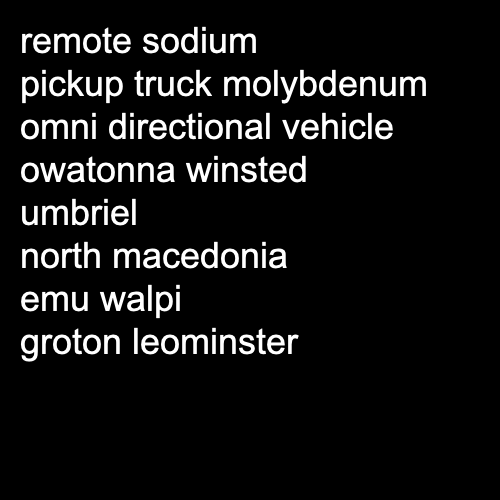 remote sodium
pickup truck molybdenum
omni directional vehicle
owatonna winsted
umbriel
north macedonia
emu walpi
groton leominster